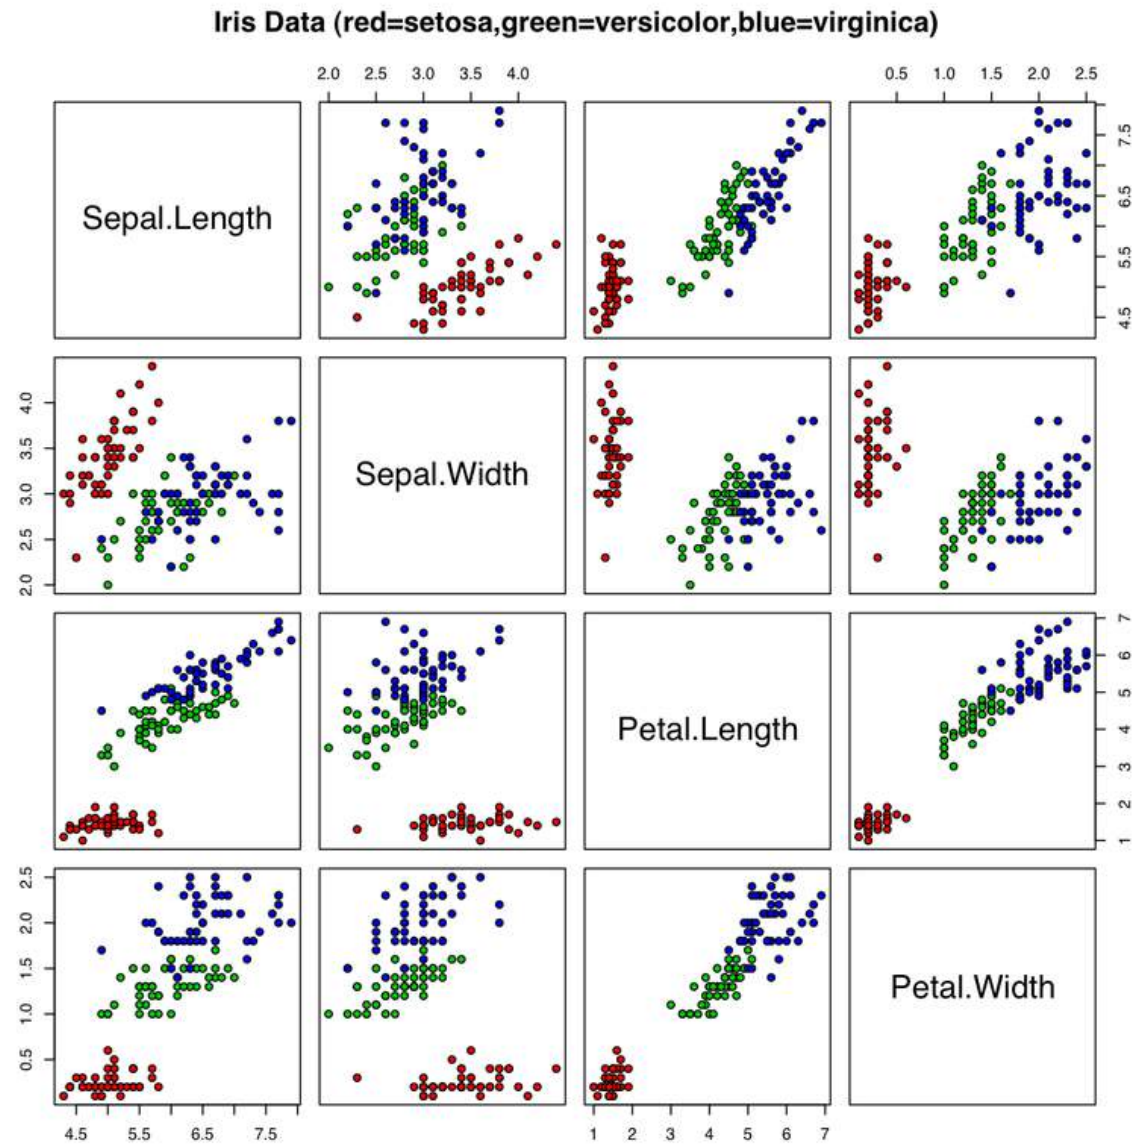 Iris Data (red=setosa,green=versicolor,blue=virginica)
2.0 2.5 3.0 3.5 4.0
0.5 1.0 1.5 2.0 2.5
Sepal.Length
4.5 5.5 6.5 7.5
2.0 2.5 3.0 3.5 4.0
Sepal.Width
Petal.Length
1 2 3 4 5 6 7
0.5 1.0 1.5 2.0 2.5
Petal.Width
4.5 5.5 6.5 7.5
1 2 3 4 5 6 7